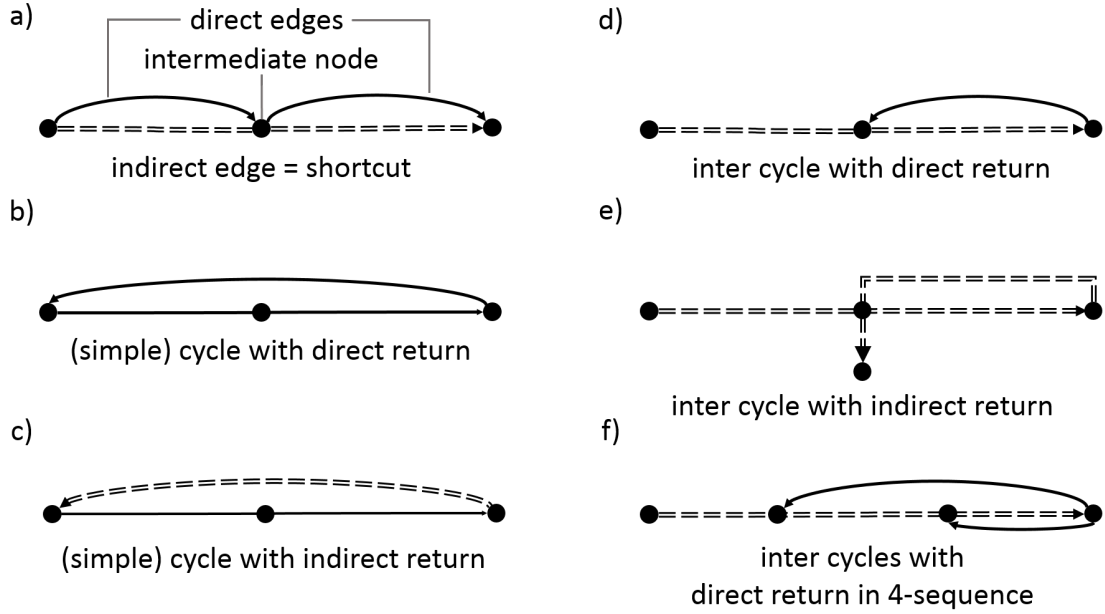 a)
direct edges
intermediate node
indirect edge = shortcut
b)
(simple) cycle with direct return
c)
(simple) cycle with indirect return
d)
inter cycle with direct return
e)
inter cycle with indirect return
f)
inter cycles with
direct return in 4-sequence